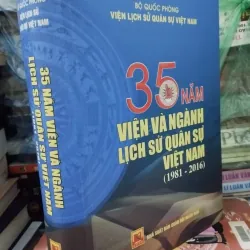 BỘ QUỐC PHÒNG
VIỆN LỊCH SỬ QUÂN SỰ VIỆT NAM
35 NĂM
VIỆN VÀ NGÀNH
LỊCH SỬ QUÂN SỰ
VIỆT NAM
(1981 - 2016)
35 NĂM VIỆN VÀ NGÀNH
LỊCH SỬ QUÂN SỰ VIỆT NAM